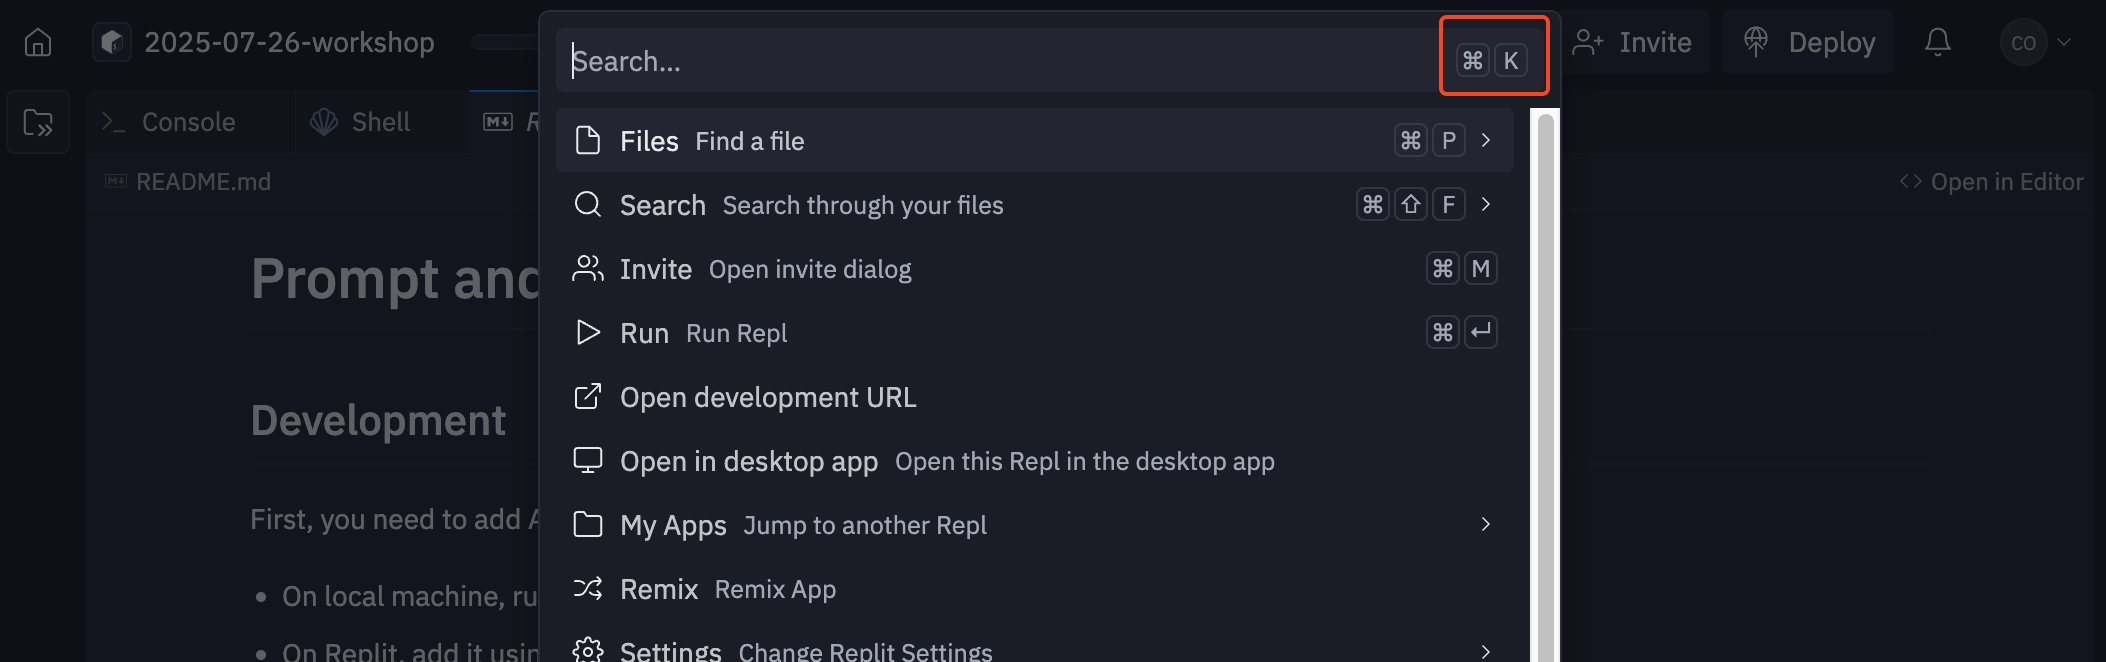 2025-07-26-workshop
Search...
⌘ K
Invite
Deploy
CO
Console
Shell
README.md
Open in Editor
Files Find a file ⌘ P
Search Search through your files ⌘ ⇧ F
Invite Open invite dialog ⌘ M
Run Run Repl ⌘ ↵
Open development URL
Open in desktop app Open this Repl in the desktop app
My Apps Jump to another Repl
Remix Remix App
Settings Change Replit Settings
Prompt and
Development
First, you need to add
On local machine, ru
On Replit, add it usin